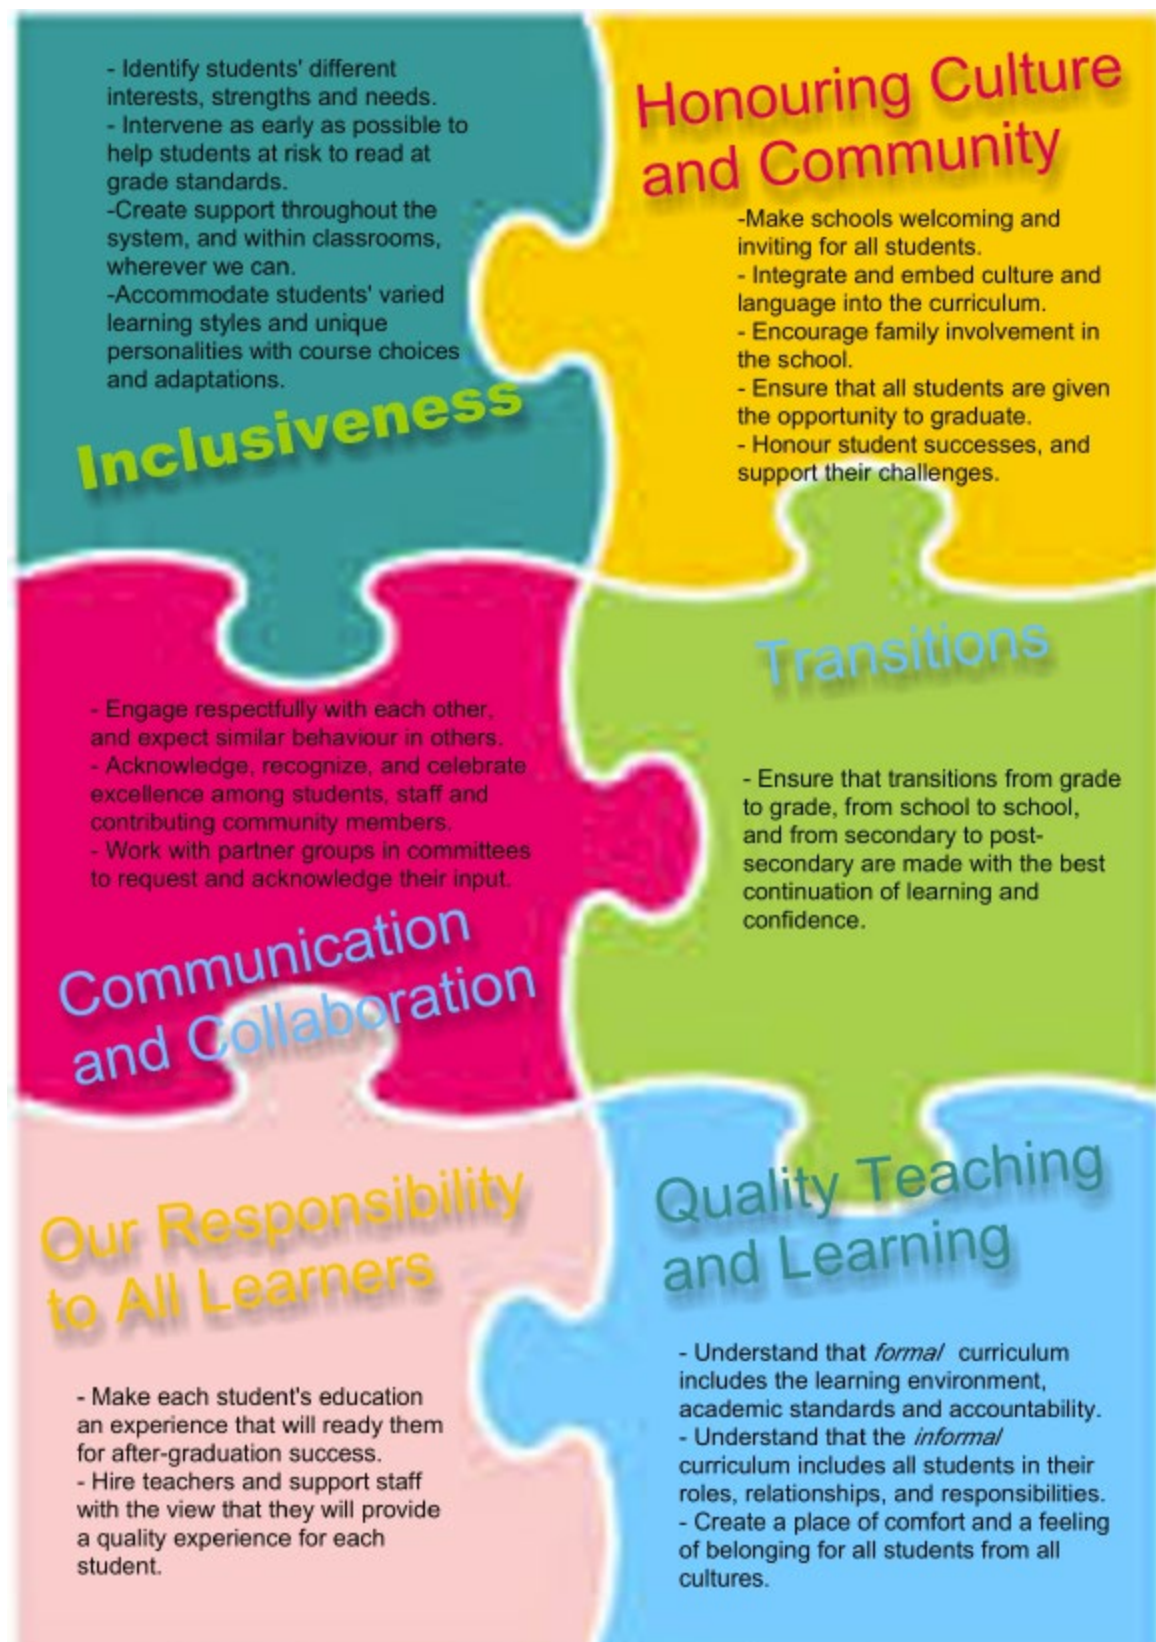 - Identify students' different
interests, strengths and needs.
- Intervene as early as possible to
help students at risk to read at
grade standards.
-Create support throughout the
system, and within classrooms,
wherever we can.
-Accommodate students' varied
learning styles and unique
personalities with course choices
and adaptations.
Inclusiveness
Honouring Culture
and Community
-Make schools welcoming and
inviting for all students.
- Integrate and embed culture and
language into the curriculum.
- Encourage family involvement in
the school.
- Ensure that all students are given
the opportunity to graduate.
- Honour student successes, and
support their challenges.
- Engage respectfully with each other,
and expect similar behaviour in others.
- Acknowledge, recognize, and celebrate
excellence among students, staff and
contributing community members.
- Work with partner groups in committees
to request and acknowledge their input.
Communication
and Collaboration
Transitions
- Ensure that transitions from grade
to grade, from school to school,
and from secondary to post-
secondary are made with the best
continuation of learning and
confidence.
Our Responsibility
to All Learners
- Make each student's education
an experience that will ready them
for after-graduation success.
- Hire teachers and support staff
with the view that they will provide
a quality experience for each
student.
Quality Teaching
and Learning
- Understand that formal curriculum
includes the learning environment,
academic standards and accountability.
- Understand that the informal
curriculum includes all students in their
roles, relationships, and responsibilities.
- Create a place of comfort and a feeling
of belonging for all students from all
cultures.